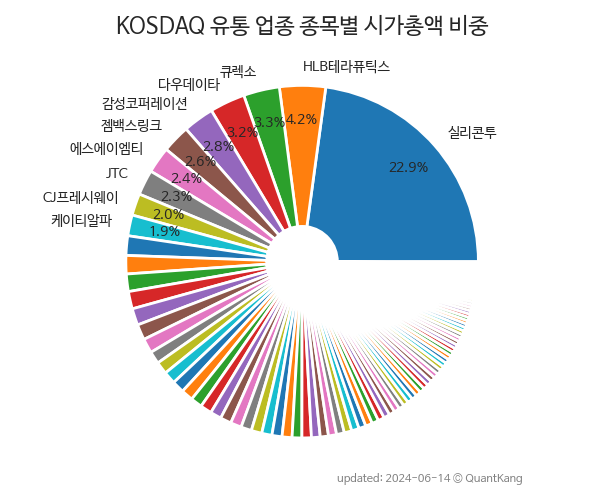 KOSDAQ 유통 업종 종목별 시가총액 비중
HLB테라퓨틱스
큐렉소
다우데이타
감성코퍼레이션
젬백스링크
에스에이엠티
JTC
CJ프레시웨이
케이티알파
실리콘투
22.9%
4.2%
3.3%
3.2%
2.8%
2.6%
2.4%
2.3%
2.0%
1.9%
updated: 2024-06-14 © QuantKang